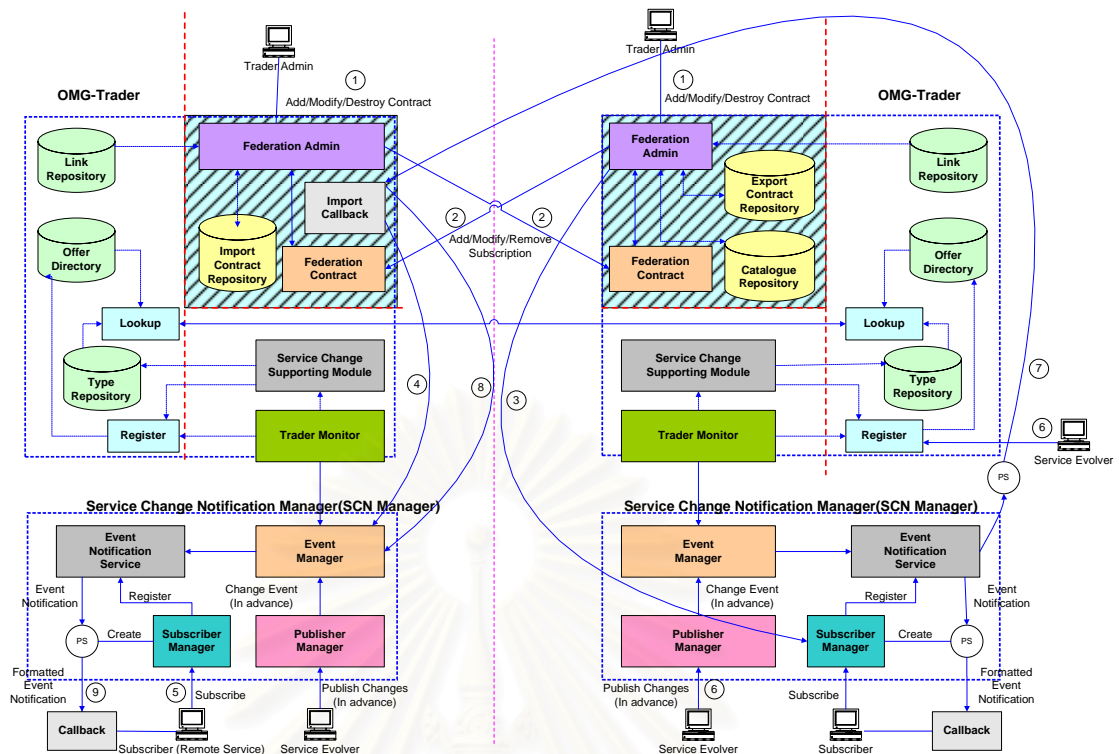 Trader Admin
Trader Admin
1
1
OMG-Trader
Add/Modify/Destroy Contract
Add/Modify/Destroy Contract
OMG-Trader
Link
Repository
Federation Admin
Federation
Admin
Link
Repository
Import
Callback
Export
Contract
Repository
2
2
Add/Modify/Remove
Subscription
Offer
Directory
Import
Contract
Repository
Federation
Contract
Federation
Contract
Catalogue
Repository
Offer
Directory
Lookup
Lookup
Type
Repository
Service Change
Supporting Module
4
8
3
Service Change
Supporting Module
Type
Repository
7
Register
Trader Monitor
Trader Monitor
Register
6
Service Evolver
PS
Service Change Notification Manager(SCN Manager)
Service Change Notification Manager(SCN Manager)
Event
Notification
Service
Event
Manager
Event
Manager
Event
Notification
Service
Event
Notification
Register
Change Event
(In advance)
Change Event
(In advance)
Register
Event
Notification
PS
Create
Subscriber
Manager
Publisher
Manager
Publisher
Manager
Subscriber
Manager
Create
PS
Formatted
Event
Notification
9
5
Subscribe
Publish Changes
(In advance)
Publish Changes
(In advance)
6
Subscribe
Formatted
Event
Notification
Callback
Subscriber (Remote Service)
Service Evolver
Service Evolver
Subscriber
Callback